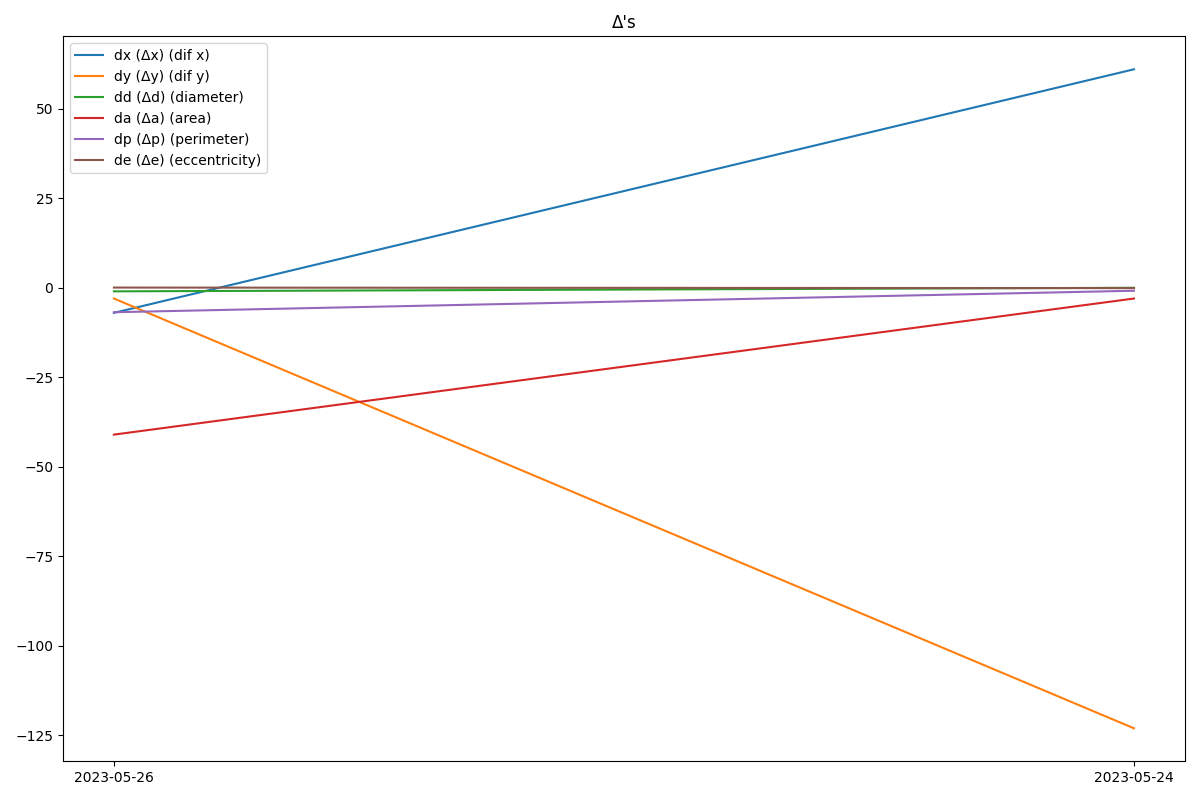 Δ's
dx (Δx) (dif x)
dy (Δy) (dif y)
dd (Δd) (diameter)
da (Δa) (area)
dp (Δp) (perimeter)
de (Δe) (eccentricity)
50
25
0
−25
−50
−75
−100
−125
2023-05-26 2023-05-24